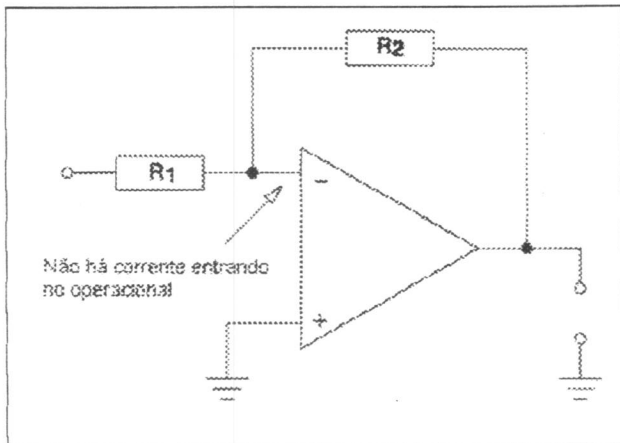 R2
R1
−
Não há corrente entrando
no operacional
+